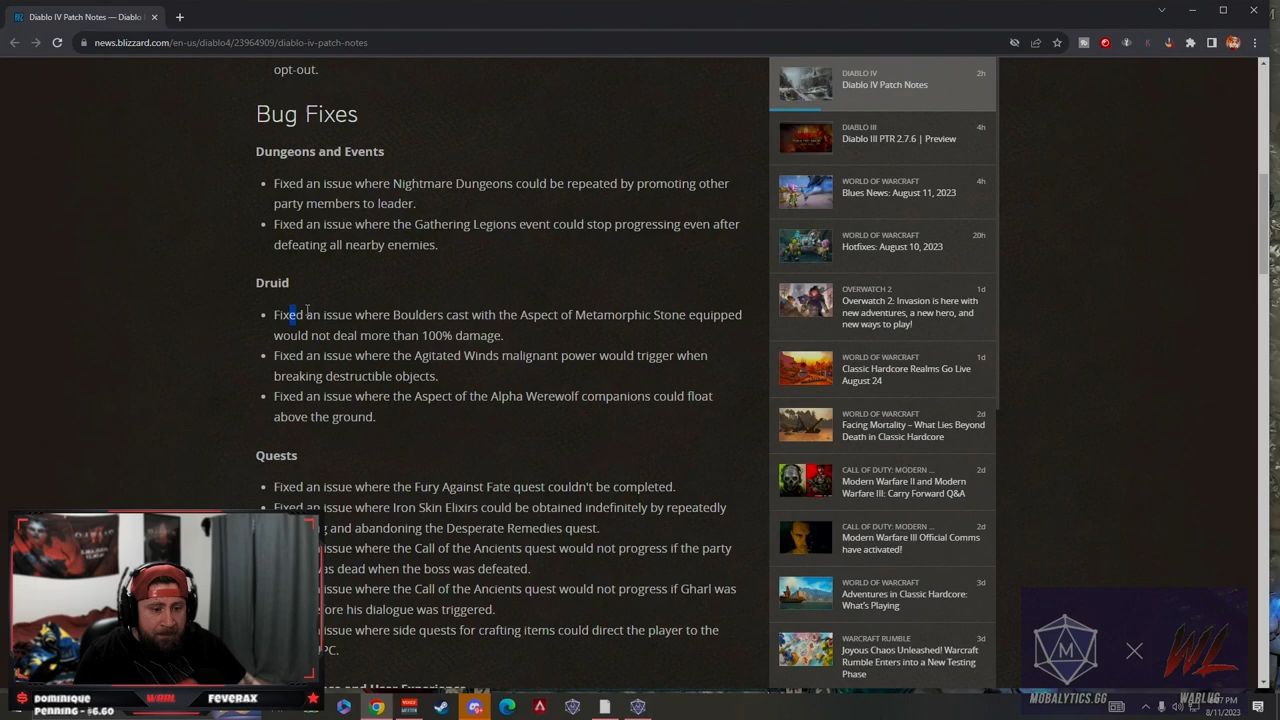 Diablo IV Patch Notes — Diablo
news.blizzard.com/en-us/diablo4/23964909/diablo-iv-patch-notes
opt-out.
Bug Fixes
Dungeons and Events
Fixed an issue where Nightmare Dungeons could be repeated by promoting other
party members to leader.
Fixed an issue where the Gathering Legions event could stop progressing even after
defeating all nearby enemies.
Druid
Fixed an issue where Boulders cast with the Aspect of Metamorphic Stone equipped
would not deal more than 100% damage.
Fixed an issue where the Agitated Winds malignant power would trigger when
breaking destructible objects.
Fixed an issue where the Aspect of the Alpha Werewolf companions could float
above the ground.
Quests
Fixed an issue where the Fury Against Fate quest couldn't be completed.
Fixed an issue where Iron Skin Elixirs could be obtained indefinitely by repeatedly
and abandoning the Desperate Remedies quest.
issue where the Call of the Ancients quest would not progress if the party
was dead when the boss was defeated.
issue where the Call of the Ancients quest would not progress if Gharl was
before his dialogue was triggered.
issue where side quests for crafting items could direct the player to the
PC.
and User Experience
DIABLO IV 2h
Diablo IV Patch Notes
DIABLO III 4h
Diablo III PTR 2.7.6 | Preview
WORLD OF WARCRAFT 4h
Blues News: August 11, 2023
WORLD OF WARCRAFT 20h
Hotfixes: August 10, 2023
OVERWATCH 2 1d
Overwatch 2: Invasion is here with
new adventures, a new hero, and
new ways to play!
WORLD OF WARCRAFT 1d
Classic Hardcore Realms Go Live
August 24
WORLD OF WARCRAFT 2d
Facing Mortality – What Lies Beyond
Death in Classic Hardcore
CALL OF DUTY: MODERN ... 2d
Modern Warfare II and Modern
Warfare III: Carry Forward Q&A
CALL OF DUTY: MODERN ... 2d
Modern Warfare III Official Comms
have activated!
WORLD OF WARCRAFT 3d
Adventures in Classic Hardcore:
What's Playing
WARCRAFT RUMBLE 3d
Joyous Chaos Unleashed! Warcraft
Rumble Enters into a New Testing
Phase
M
WL
MOBALYTICS.GG
WARLUG
Dominique
Penning - $6.60
WARL
Feverax
8/11/2023